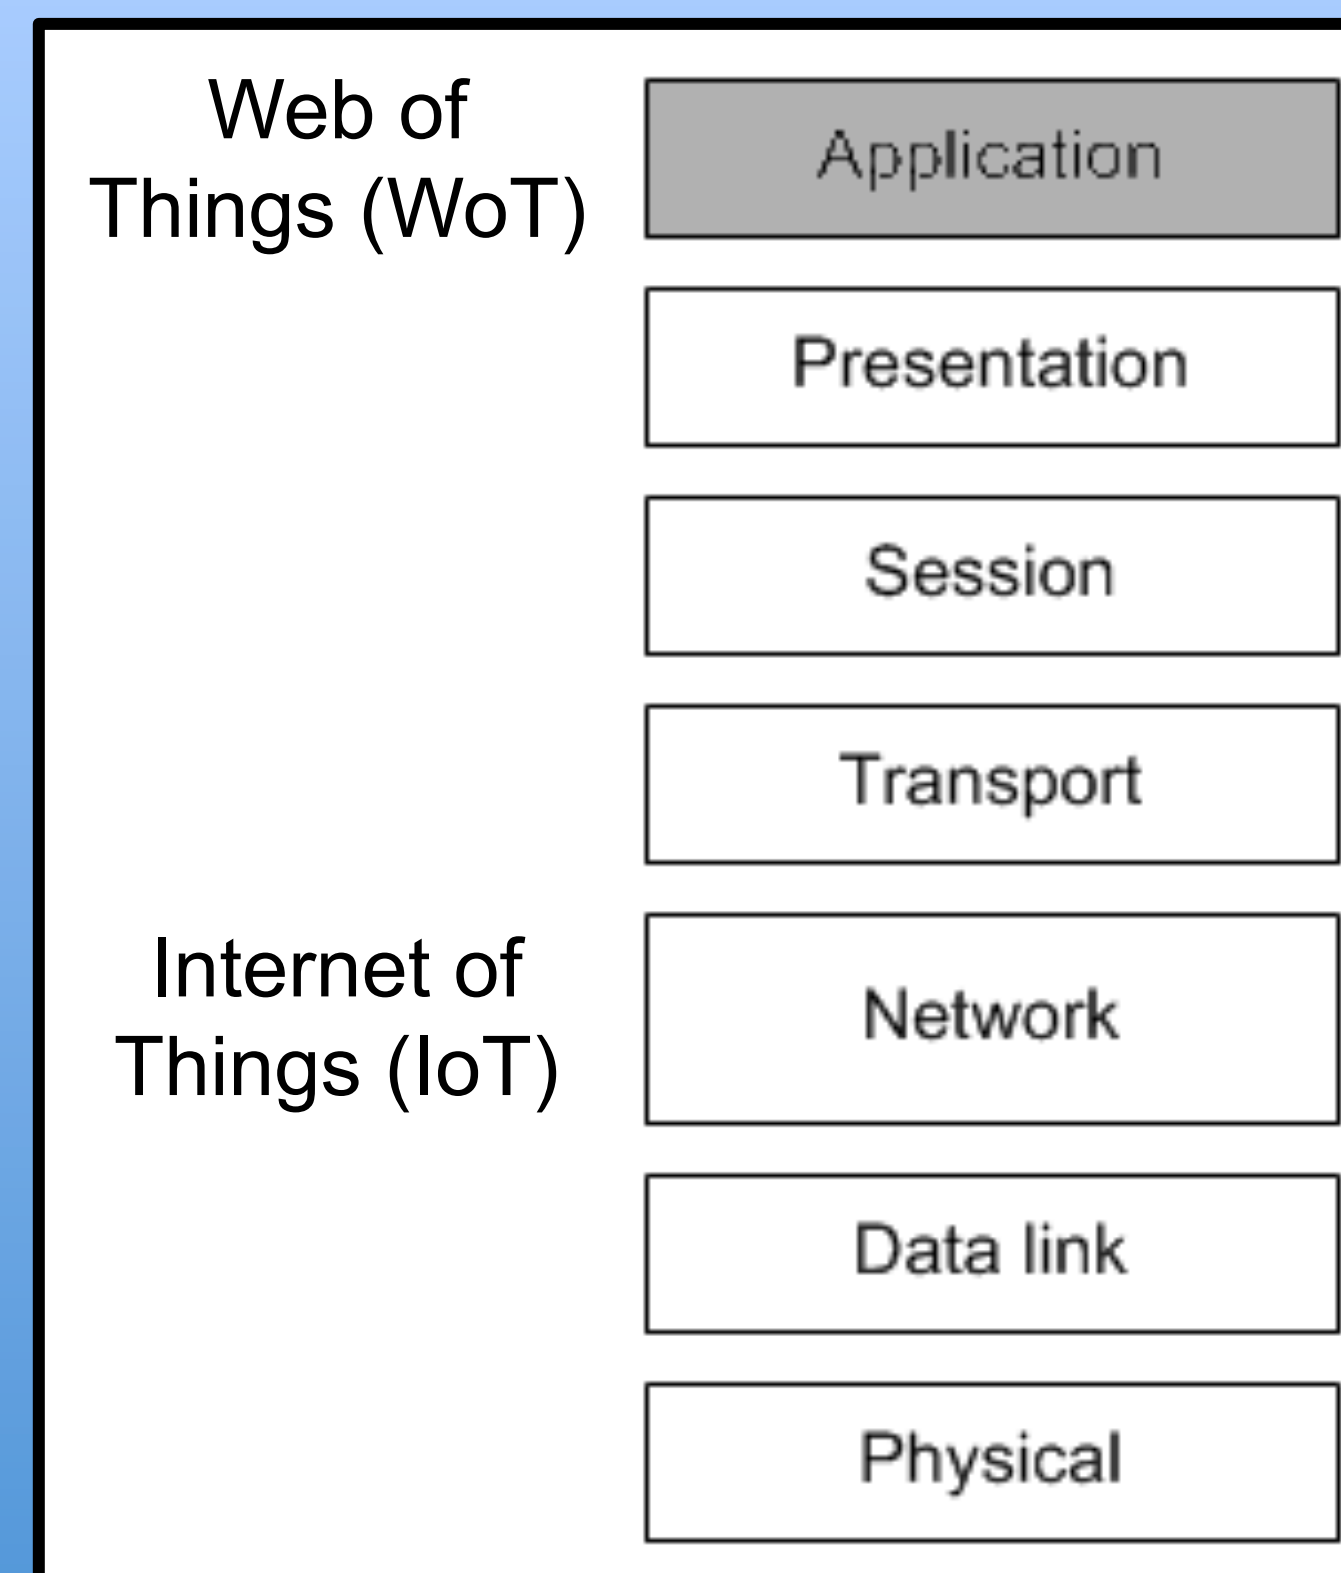 Web of
Things (WoT)
Application
Presentation
Session
Transport
Internet of
Things (IoT)
Network
Data link
Physical